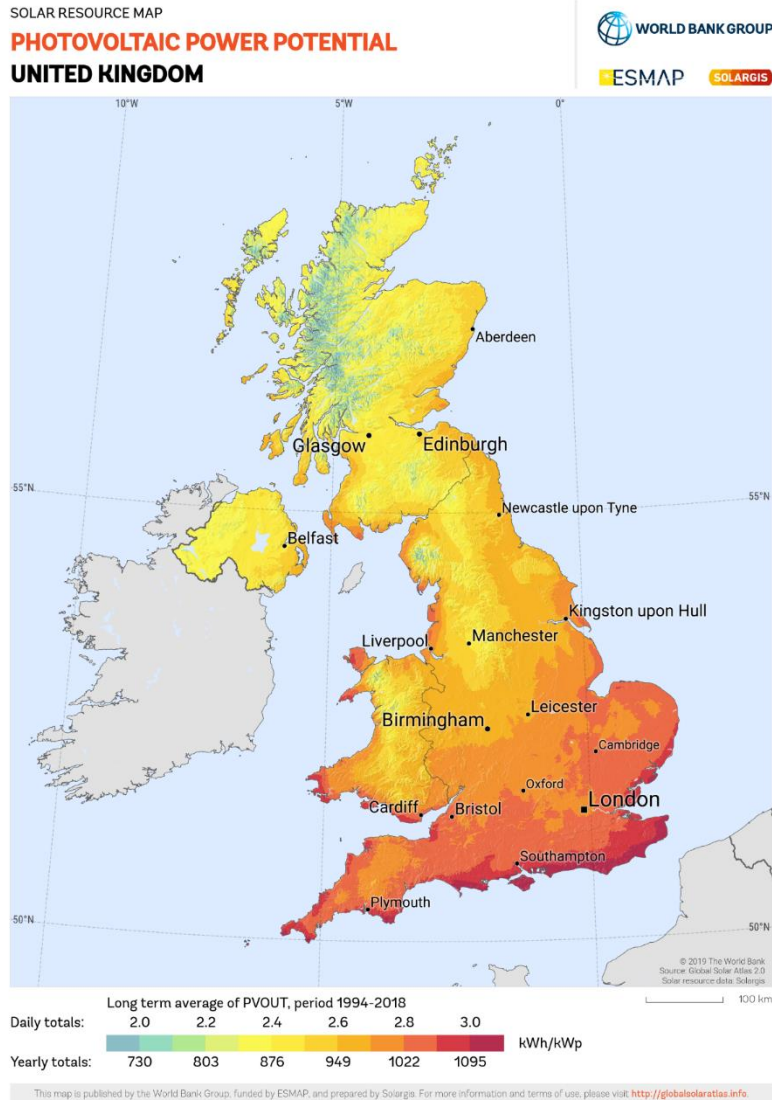 SOLAR RESOURCE MAP
PHOTOVOLTAIC POWER POTENTIAL
UNITED KINGDOM
WORLD BANK GROUP
ESMAP
SOLARGIS
10°W
5°W
0°
Aberdeen
Glasgow
Edinburgh
55°N
55°N
Newcastle upon Tyne
Belfast
Kingston upon Hull
Liverpool
Manchester
Leicester
Birmingham
Cambridge
Oxford
London
Cardiff
Bristol
Southampton
Plymouth
50°N
50°N
© 2019 The World Bank
Source: Global Solar Atlas 2.0
Solar resource data: Solargis
100 km
Long term average of PVOUT, period 1994-2018
Daily totals: 2.0 2.2 2.4 2.6 2.8 3.0
kWh/kWp
Yearly totals: 730 803 876 949 1022 1095
This map is published by the World Bank Group, funded by ESMAP, and prepared by Solargis. For more information and terms of use, please visit http://globalsolaratlas.info.